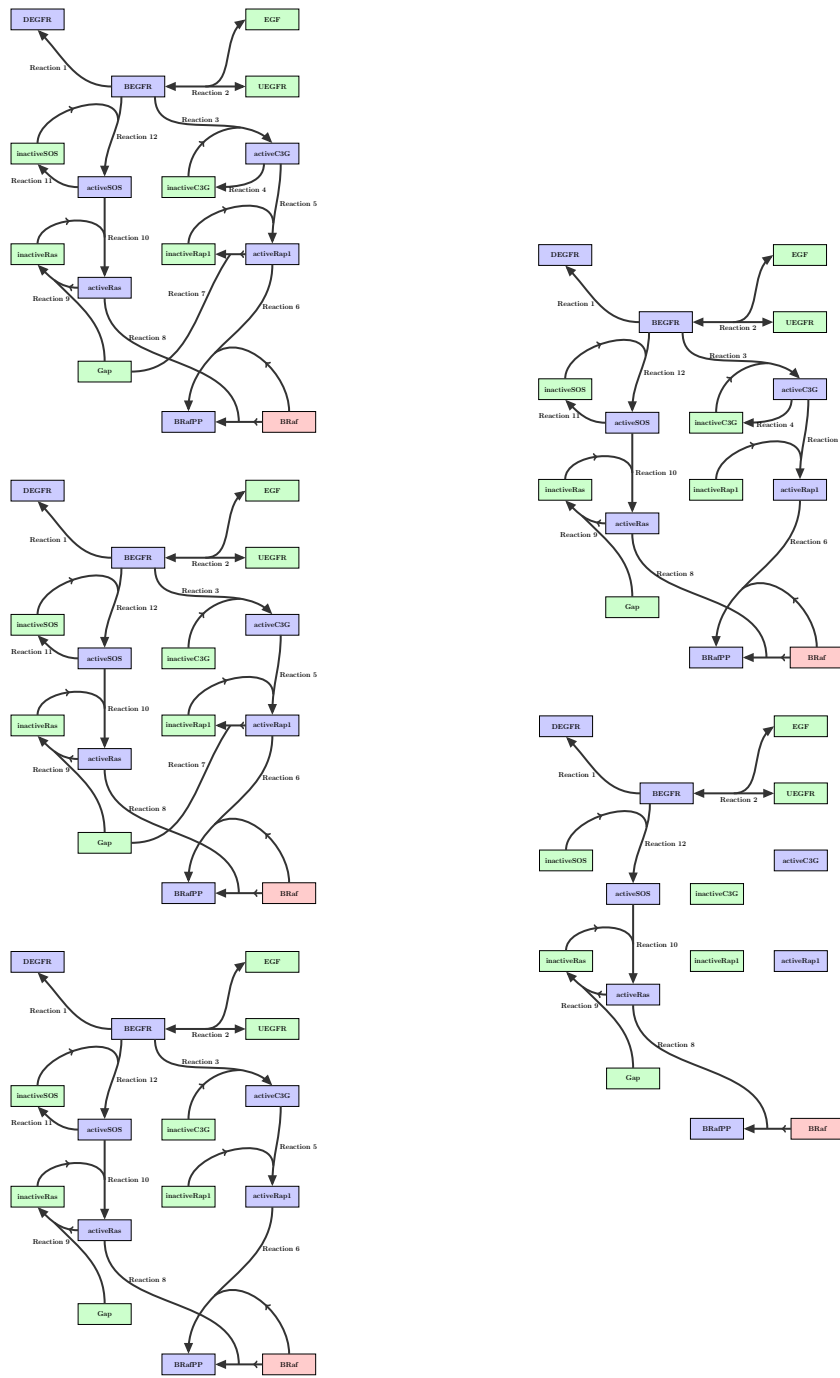 DEGFR
EGF
Reaction 1
BEGFR
Reaction 2
UEGFR
Reaction 3
Reaction 12
inactiveSOS
activeC3G
Reaction 11
activeSOS
inactiveC3G
Reaction 4
Reaction 5
Reaction 10
inactiveRas
inactiveRap1
activeRap1
activeRas
Reaction 9
Reaction 7
Reaction 6
Reaction 8
Gap
BRafPP
BRaf
DEGFR
EGF
Reaction 1
BEGFR
Reaction 2
UEGFR
Reaction 3
Reaction 12
inactiveSOS
activeC3G
Reaction 11
activeSOS
inactiveC3G
Reaction 5
Reaction 10
inactiveRas
inactiveRap1
activeRap1
activeRas
Reaction 9
Reaction 7
Reaction 6
Reaction 8
Gap
BRafPP
BRaf
DEGFR
EGF
Reaction 1
BEGFR
Reaction 2
UEGFR
Reaction 3
Reaction 12
inactiveSOS
activeC3G
Reaction 11
activeSOS
inactiveC3G
Reaction 5
Reaction 10
inactiveRas
inactiveRap1
activeRap1
activeRas
Reaction 9
Reaction 6
Reaction 8
Gap
BRafPP
BRaf
DEGFR
EGF
Reaction 1
BEGFR
Reaction 2
UEGFR
Reaction 3
Reaction 12
inactiveSOS
activeC3G
Reaction 11
activeSOS
inactiveC3G
Reaction 4
Reaction
Reaction 10
inactiveRas
inactiveRap1
activeRap1
activeRas
Reaction 9
Reaction 6
Reaction 8
Gap
BRafPP
BRaf
DEGFR
EGF
Reaction 1
BEGFR
Reaction 2
UEGFR
Reaction 12
inactiveSOS
activeC3G
activeSOS
inactiveC3G
Reaction 10
inactiveRas
inactiveRap1
activeRap1
activeRas
Reaction 9
Reaction 8
Gap
BRafPP
BRaf